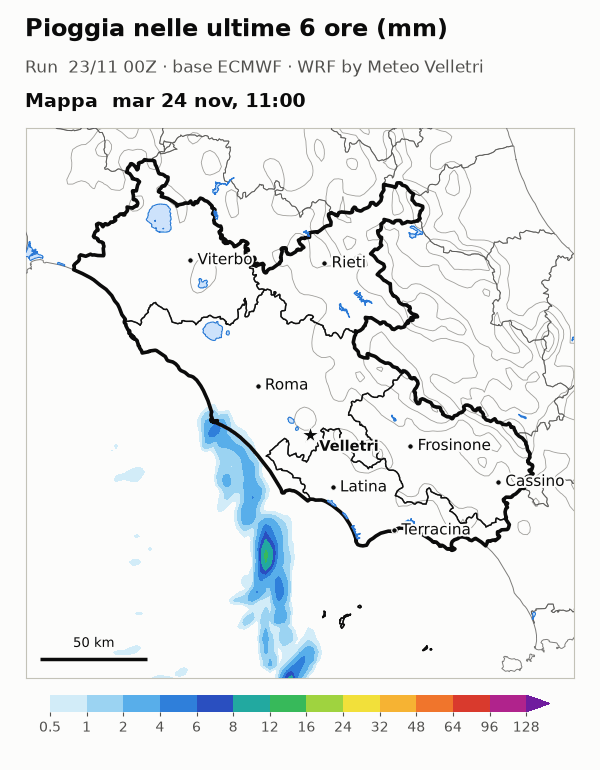 Pioggia nelle ultime 6 ore (mm)
Run  23/11 00Z · base ECMWF · WRF by Meteo Velletri
Mappa  mar 24 nov, 11:00
Viterbo
Rieti
Roma
Velletri
Frosinone
Cassino
Latina
Terracina
50 km
0.5 1 2 4 6 8 12 16 24 32 48 64 96 128